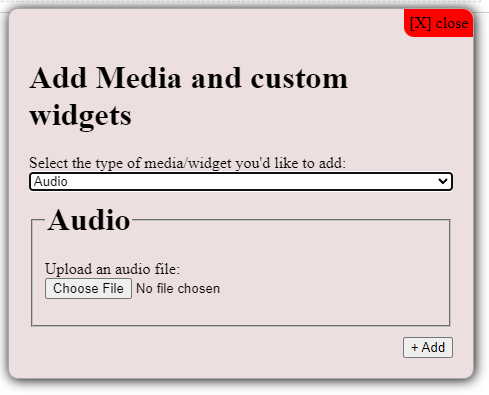 [X] close
Add Media and custom
widgets
Select the type of media/widget you'd like to add:
Audio
Audio
Upload an audio file:
Choose File No file chosen
+ Add